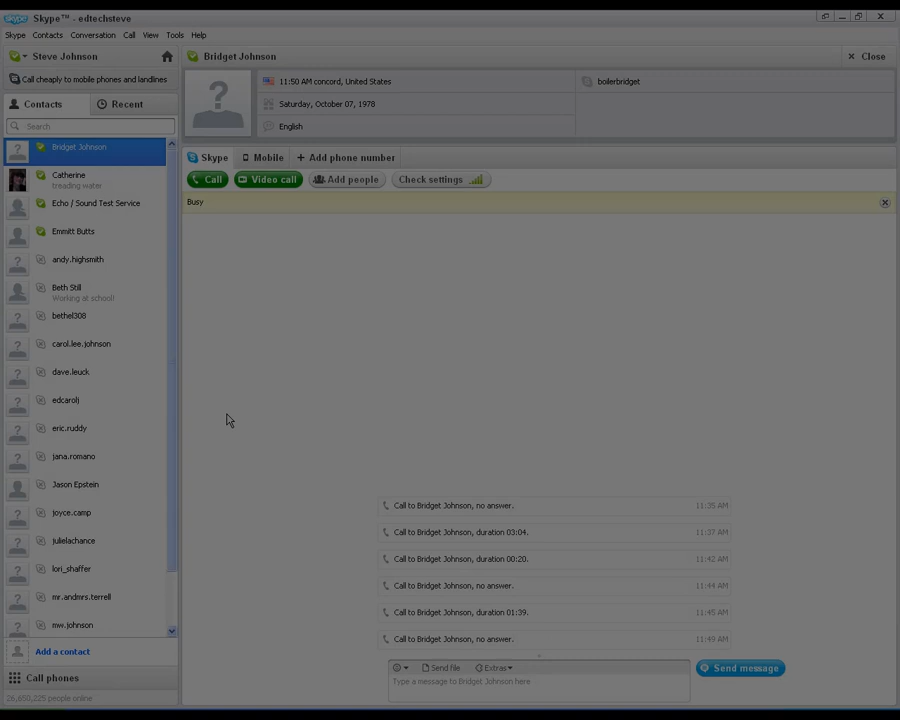 Skype™ - edtechsteve
Skype Contacts Conversation Call View Tools Help
Steve Johnson
Call cheaply to mobile phones and landlines
Contacts Recent
Search
Bridget Johnson
Catherine
treading water
Echo / Sound Test Service
Emmitt Butts
andy.highsmith
Beth Still
Working at school!
bethel308
carol.lee.johnson
dave.leuck
edcarolj
eric.ruddy
jana.romano
Jason Epstein
joyce.camp
julielachance
lori_shaffer
mr.andmrs.terrell
mw.johnson
Add a contact
Call phones
26,650,225 people online
Bridget Johnson Close
11:50 AM concord, United States boilerbridget
Saturday, October 07, 1978
English
Skype Mobile + Add phone number
Call Video call Add people Check settings
Busy
Call to Bridget Johnson, no answer. 11:35 AM
Call to Bridget Johnson, duration 03:04. 11:37 AM
Call to Bridget Johnson, duration 00:20. 11:42 AM
Call to Bridget Johnson, no answer. 11:44 AM
Call to Bridget Johnson, duration 01:39. 11:45 AM
Call to Bridget Johnson, no answer. 11:49 AM
Send file Extras Send message
Type a message to Bridget Johnson here